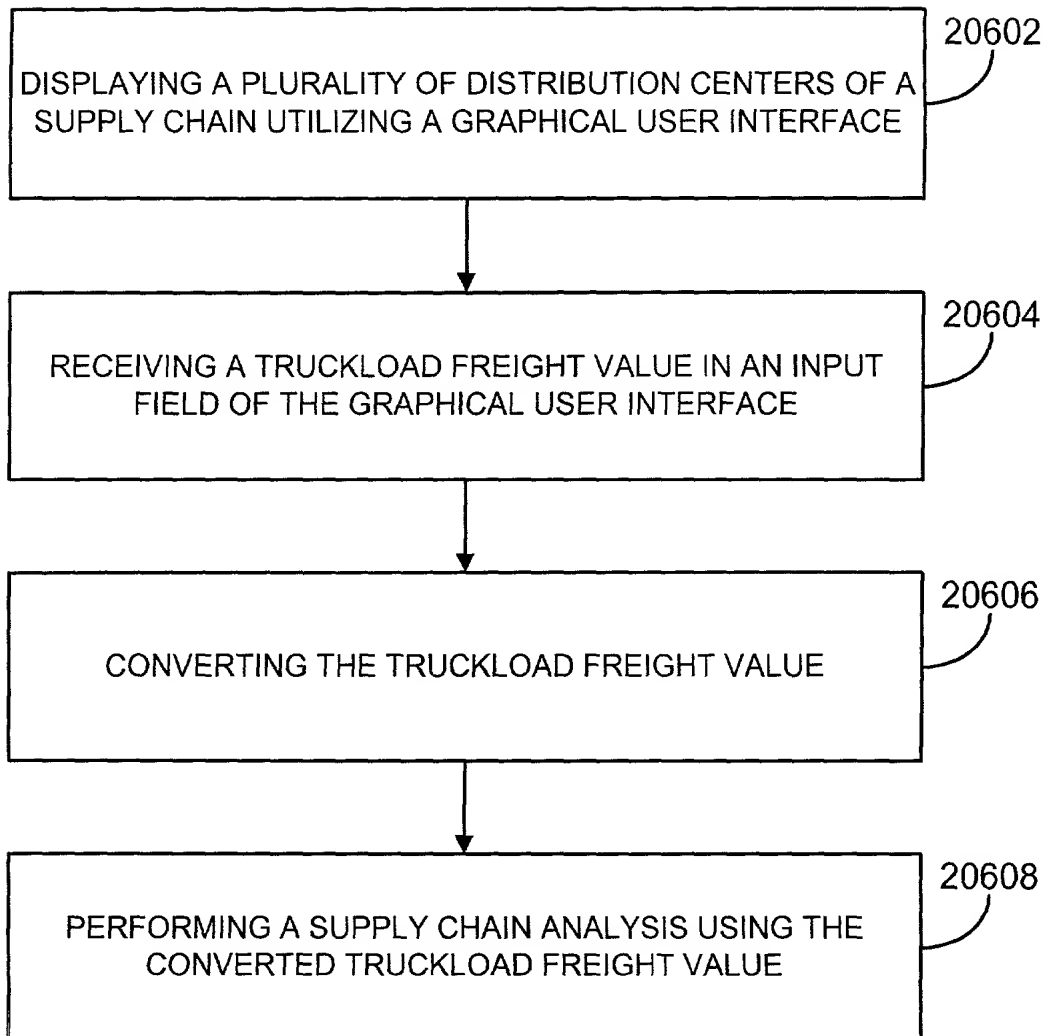 20602
DISPLAYING A PLURALITY OF DISTRIBUTION CENTERS OF A
SUPPLY CHAIN UTILIZING A GRAPHICAL USER INTERFACE
20604
RECEIVING A TRUCKLOAD FREIGHT VALUE IN AN INPUT
FIELD OF THE GRAPHICAL USER INTERFACE
20606
CONVERTING THE TRUCKLOAD FREIGHT VALUE
20608
PERFORMING A SUPPLY CHAIN ANALYSIS USING THE
CONVERTED TRUCKLOAD FREIGHT VALUE